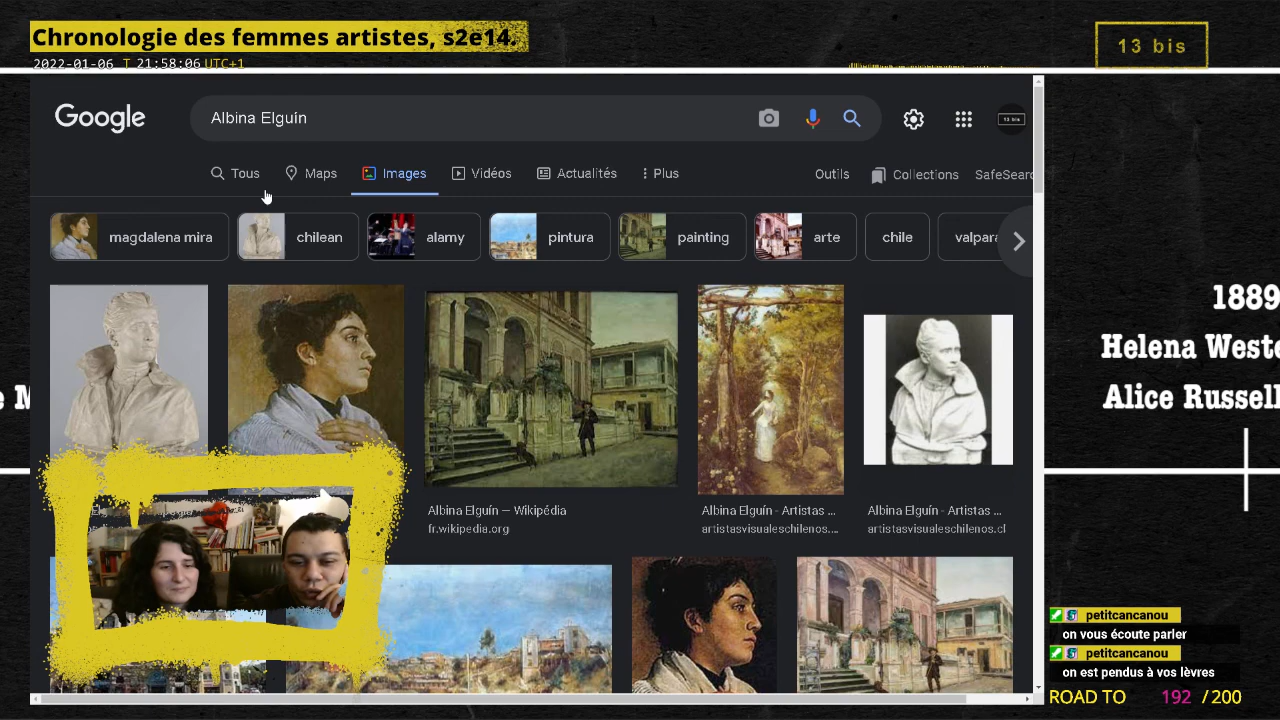 Chronologie des femmes artistes, s2e14.
2022-01-06 T 21:58:06 UTC+1
13 bis
Google
Albina Elguín
13 bis
Tous
Maps
Images
Vidéos
Actualités
Plus
Outils
Collections
SafeSearc
magdalena mira
chilean
alamy
pintura
painting
arte
chile
valpara
1889
Helena Weste
Alice Russell
e M
Albina Elguín — Wikipédia
fr.wikipedia.org
Albina Elguín - Artistas ...
artistasvisualeschilenos....
Albina Elguín - Artistas ...
artistasvisualeschilenos.cl
petitcancanou
on vous écoute parler
petitcancanou
on est pendus à vos lèvres
ROAD TO 192 / 200